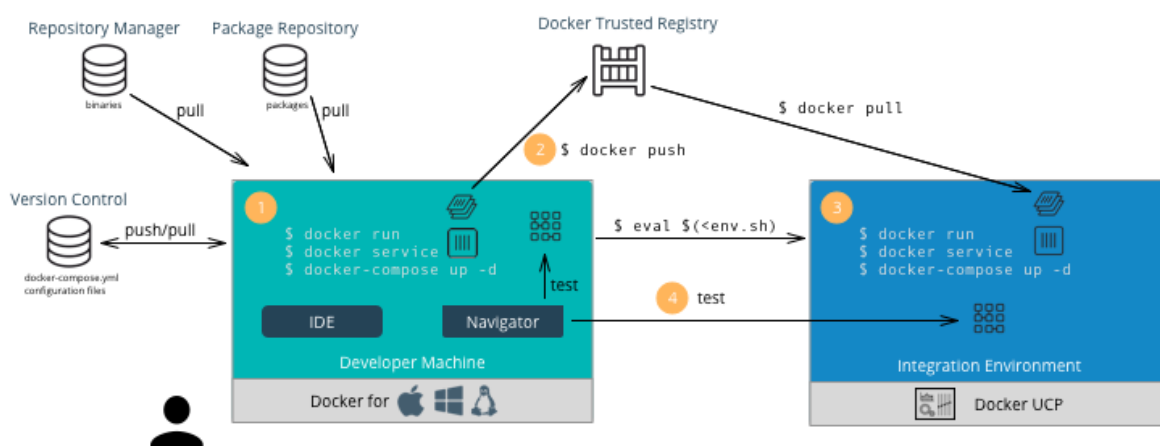 Repository Manager
Package Repository
Docker Trusted Registry
binaries
packages
pull
pull
$ docker pull
2
$ docker push
Version Control
push/pull
docker-compose.yml
configuration files
1
$ docker run
$ docker service
$ docker-compose up -d
test
IDE
Navigator
Developer Machine
Docker for
$ eval $(<env.sh)
4
test
3
$ docker run
$ docker service
$ docker-compose up -d
Integration Environment
Docker UCP